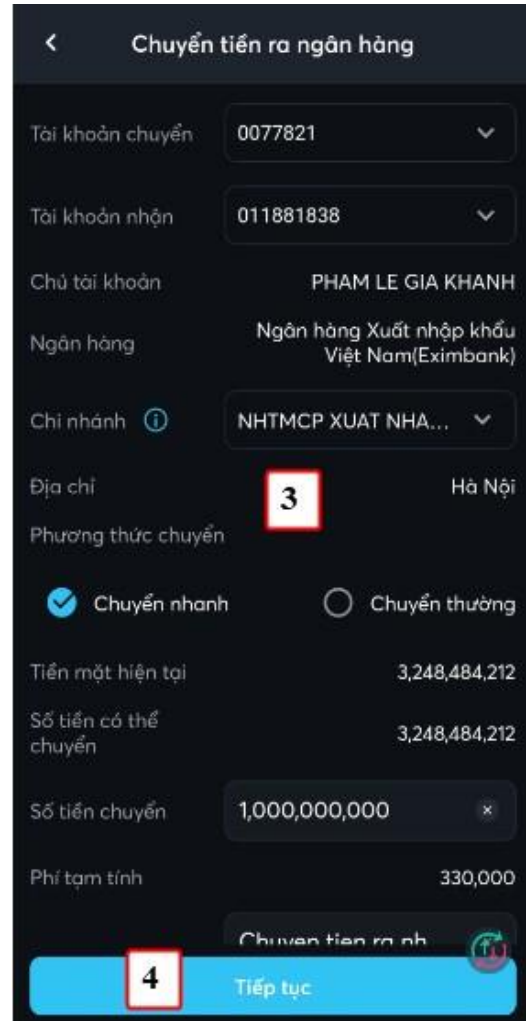 Chuyển tiền ra ngân hàng
Tài khoản chuyển 0077821
Tài khoản nhận 011881838
Chủ tài khoản PHAM LE GIA KHANH
Ngân hàng Ngân hàng Xuất nhập khẩu
Việt Nam(Eximbank)
Chi nhánh NHTMCP XUAT NHA...
Địa chỉ Hà Nội
3
Phương thức chuyển
Chuyển nhanh Chuyển thường
Tiền mặt hiện tại 3,248,484,212
Số tiền có thể
chuyển 3,248,484,212
Số tiền chuyển 1,000,000,000
Phí tạm tính 330,000
Chuyen tien ra nh
4 Tiếp tục